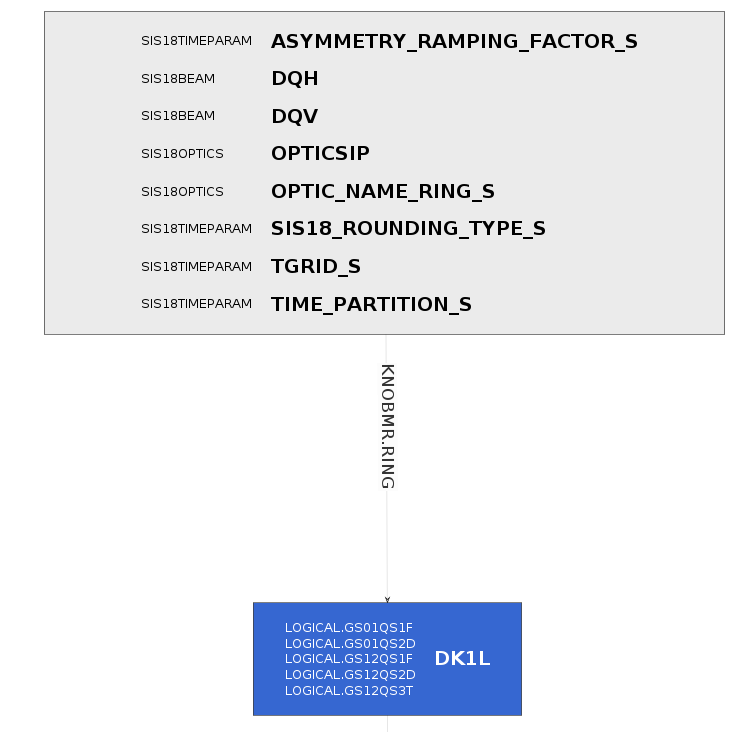 SIS18TIMEPARAM ASYMMETRY_RAMPING_FACTOR_S
SIS18BEAM DQH
SIS18BEAM DQV
SIS18OPTICS OPTICSIP
SIS18OPTICS OPTIC_NAME_RING_S
SIS18TIMEPARAM SIS18_ROUNDING_TYPE_S
SIS18TIMEPARAM TGRID_S
SIS18TIMEPARAM TIME_PARTITION_S
KNOBMR.RING
LOGICAL.GS01QS1F
LOGICAL.GS01QS2D
LOGICAL.GS12QS1F DK1L
LOGICAL.GS12QS2D
LOGICAL.GS12QS3T